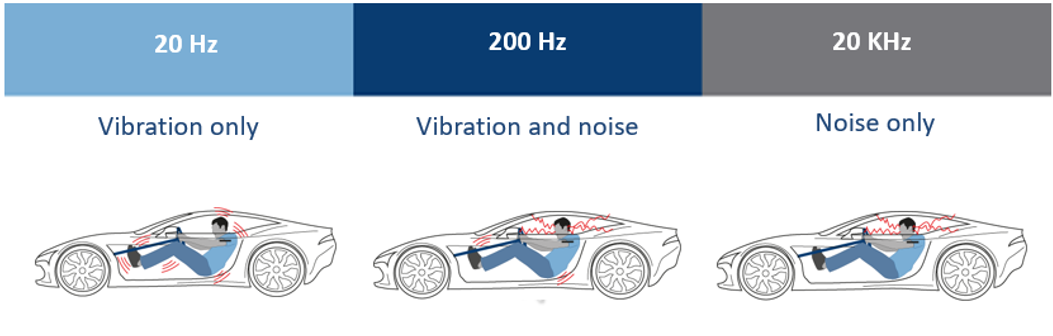 20 Hz
200 Hz
20 KHz
Vibration only
Vibration and noise
Noise only